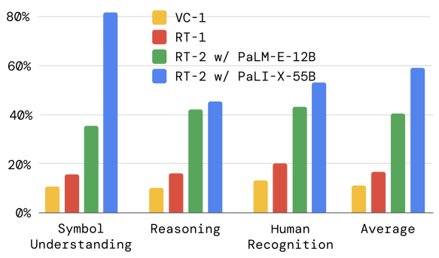 80%
60%
40%
20%
0%
VC-1
RT-1
RT-2 w/ PaLM-E-12B
RT-2 w/ PaLI-X-55B
Symbol
Understanding
Reasoning
Human
Recognition
Average